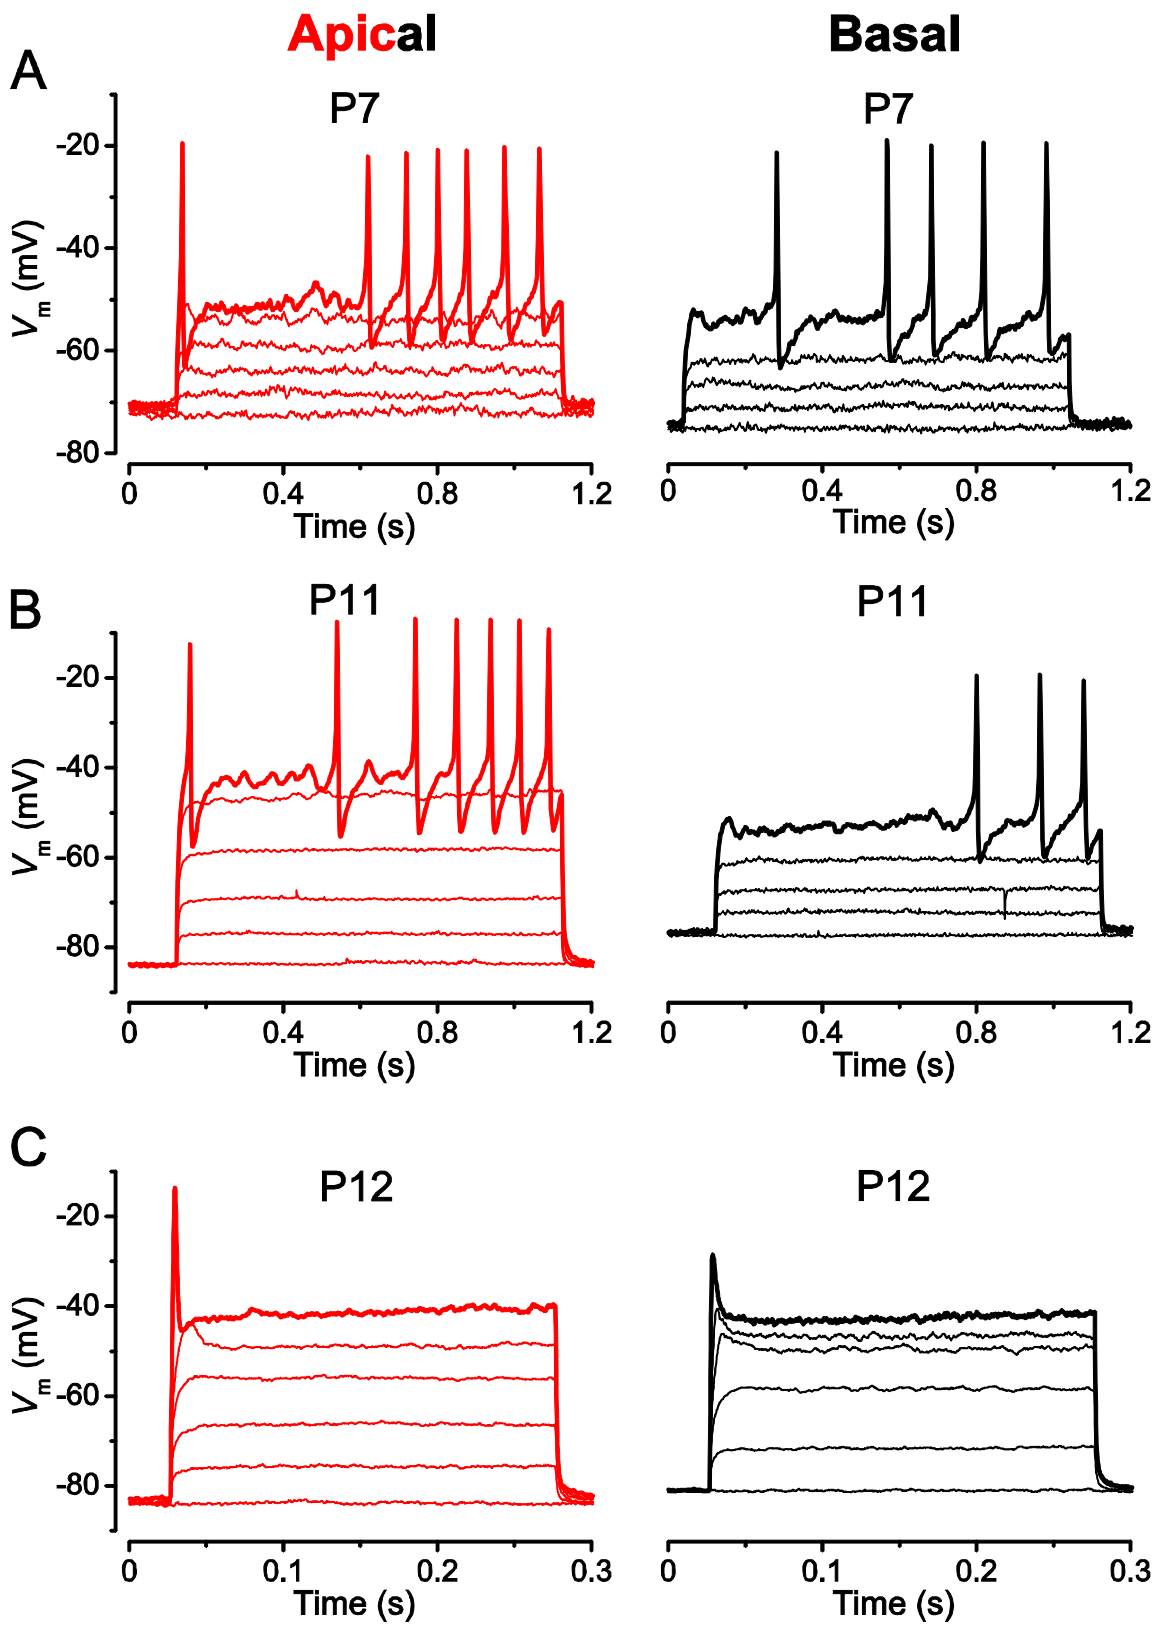 Apical Basal
A
P7 P7
-20
-40
-60
-80
Vm (mV)
0 0.4 0.8 1.2 0 0.4 0.8 1.2
Time (s) Time (s)
B
P11 P11
-20
-40
-60
-80
Vm (mV)
0 0.4 0.8 1.2 0 0.4 0.8 1.2
Time (s) Time (s)
C
P12 P12
-20
-40
-60
-80
Vm (mV)
0 0.1 0.2 0.3 0 0.1 0.2 0.3
Time (s) Time (s)